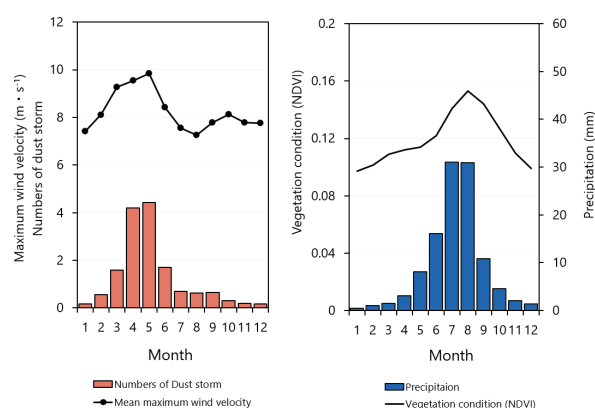 12
10
8
6
4
2
0
Maximum wind velocity (m・s⁻¹)
Numbers of dust storm
1 2 3 4 5 6 7 8 9 10 11 12
Month
Numbers of Dust storm
Mean maximum wind velocity
0.2
0.16
0.12
0.08
0.04
0
Vegetation condition (NDVI)
60
50
40
30
20
10
0
Precipitation (mm)
1 2 3 4 5 6 7 8 9 10 11 12
Month
Precipitaion
Vegetation condition (NDVI)